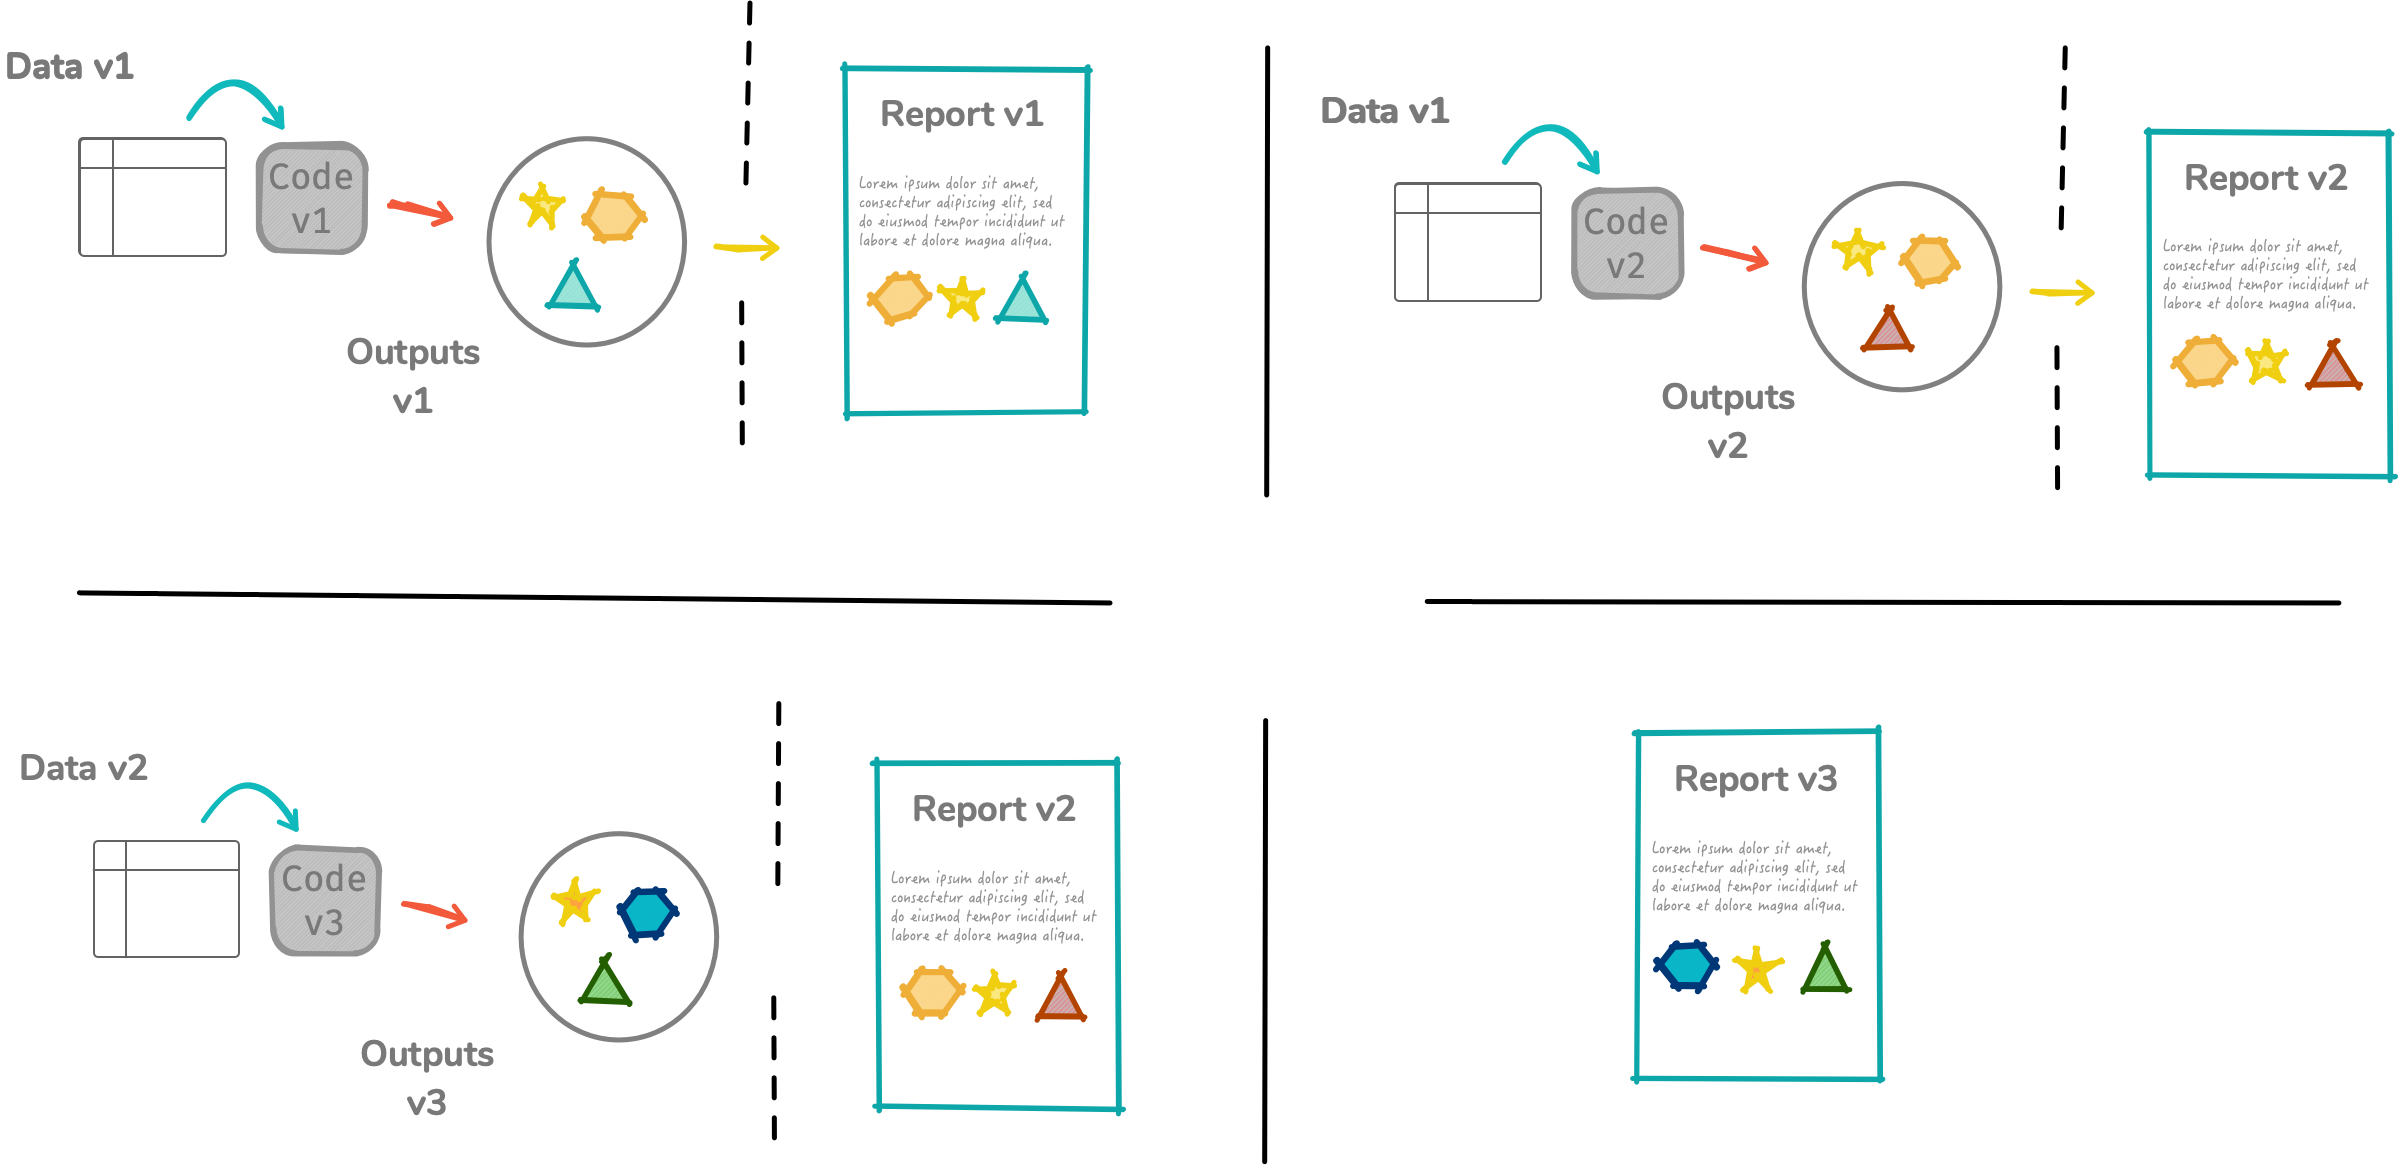 Data v1
Code
v1
Outputs
v1
Report v1
Lorem ipsum dolor sit amet,
consectetur adipiscing elit, sed
do eiusmod tempor incididunt ut
labore et dolore magna aliqua.
Data v1
Code
v2
Outputs
v2
Report v2
Lorem ipsum dolor sit amet,
consectetur adipiscing elit, sed
do eiusmod tempor incididunt ut
labore et dolore magna aliqua.
Data v2
Code
v3
Outputs
v3
Report v2
Lorem ipsum dolor sit amet,
consectetur adipiscing elit, sed
do eiusmod tempor incididunt ut
labore et dolore magna aliqua.
Report v3
Lorem ipsum dolor sit amet,
consectetur adipiscing elit, sed
do eiusmod tempor incididunt ut
labore et dolore magna aliqua.